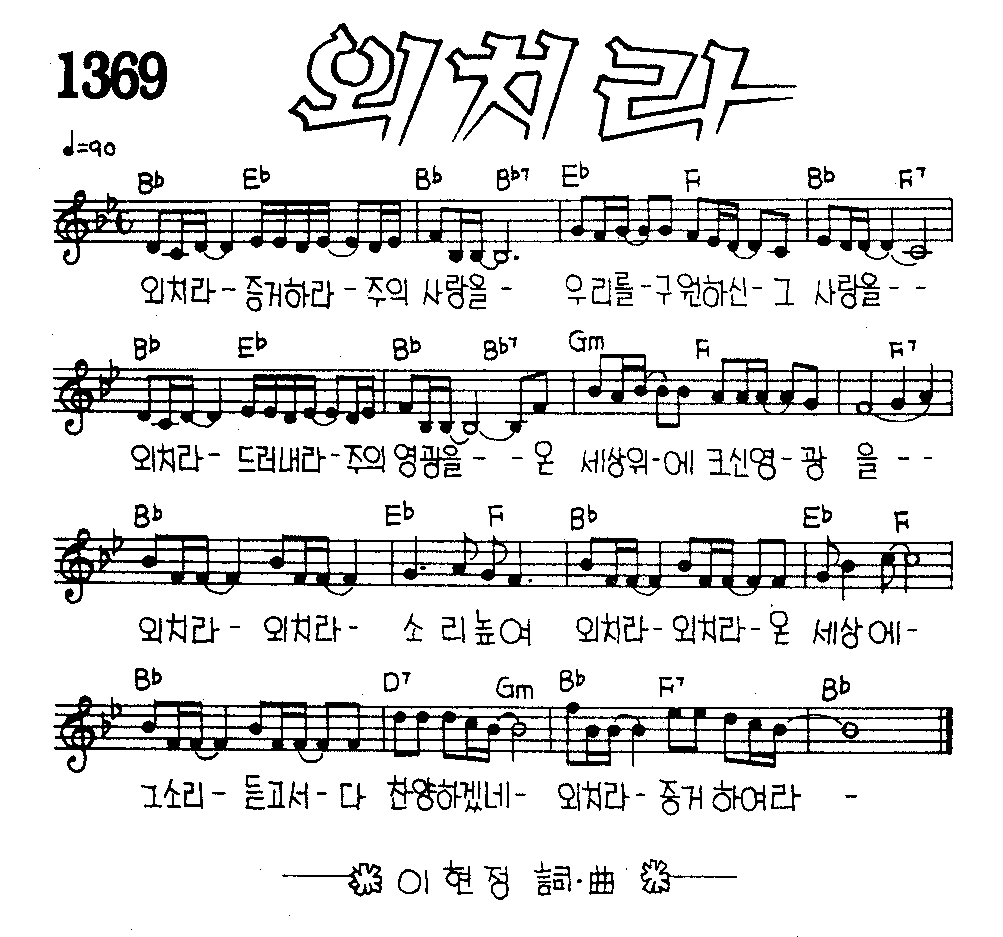 1369
외치라
♩=90
Bb Eb Bb Bb7 Eb F Bb F7
외치라- 증거하라- 주의 사랑을- 우리를-구원하신-그 사랑을--
Bb Eb Bb Bb7 Gm F F7
외치라- 드러내라-주의 영광을- -온 세상위-에 크신영-광 을--
Bb Eb F Bb Eb F
외치라- 외치라- 소리높여 외치라-외치라-온 세상에-
Bb D7 Gm Bb F7 Bb
그소리- 듣고서-다 찬양하겠네- 외치라- 증거하여라 -
이현정 詞·曲